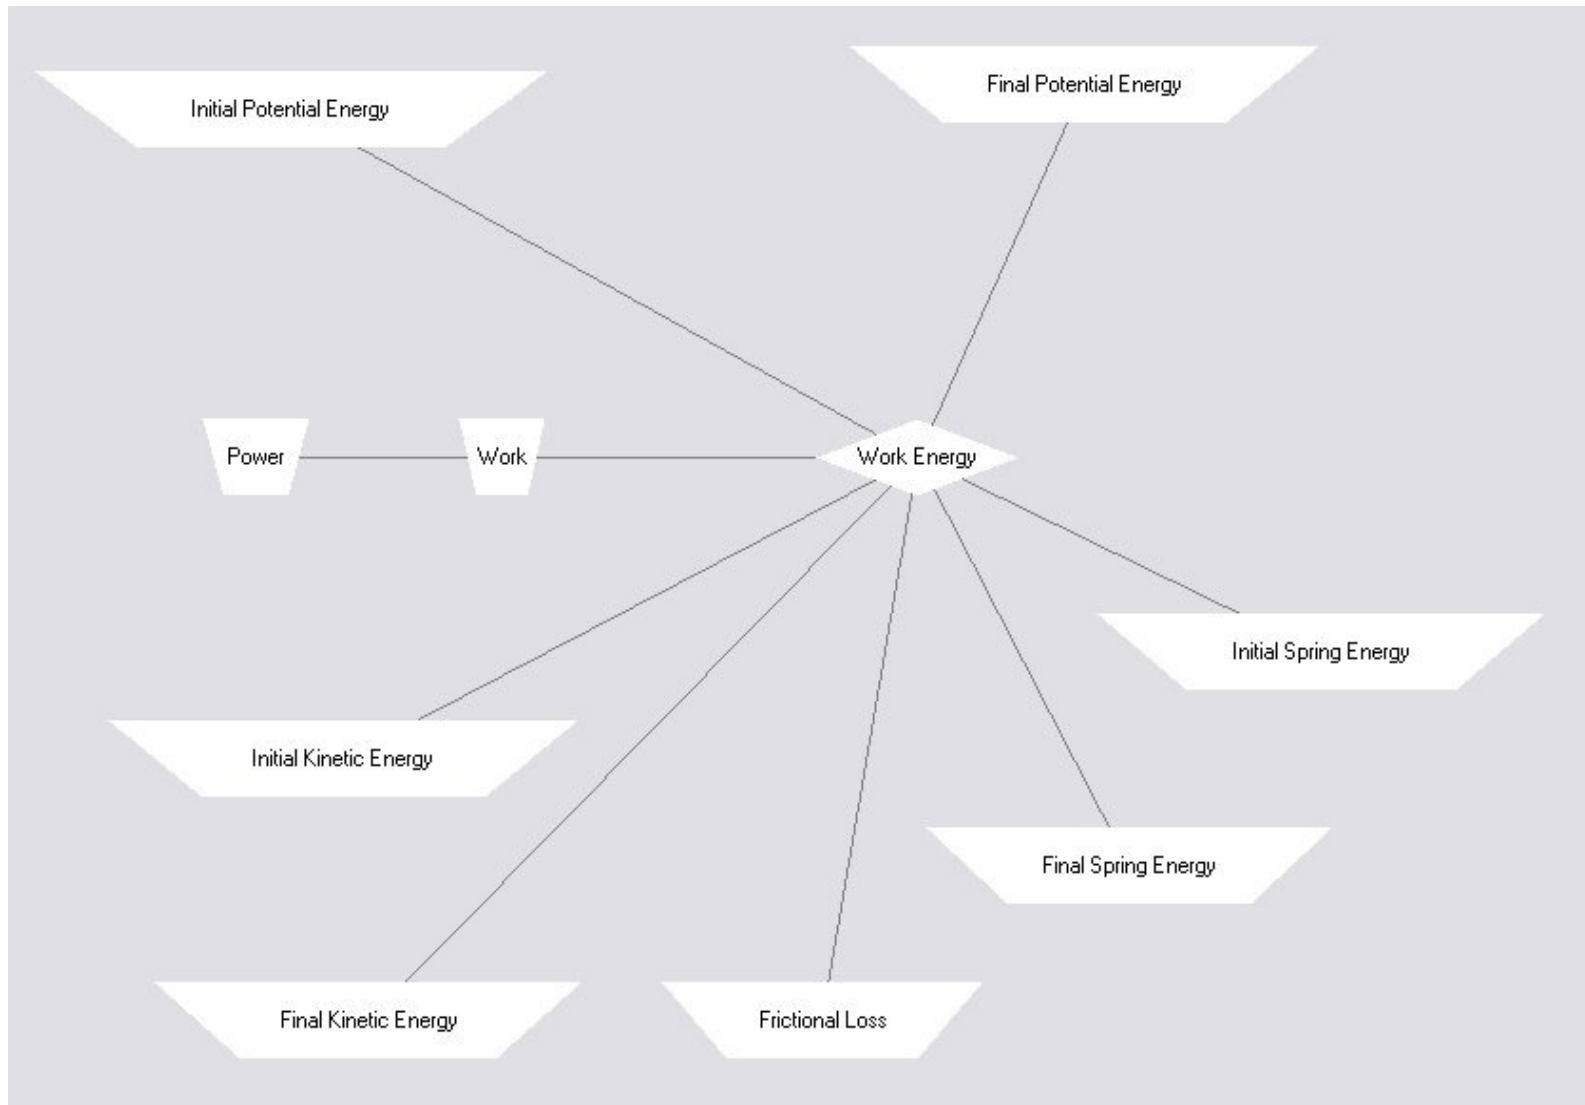 Final Potential Energy
Initial Potential Energy
Power
Work
Work Energy
Initial Spring Energy
Initial Kinetic Energy
Final Spring Energy
Final Kinetic Energy
Frictional Loss